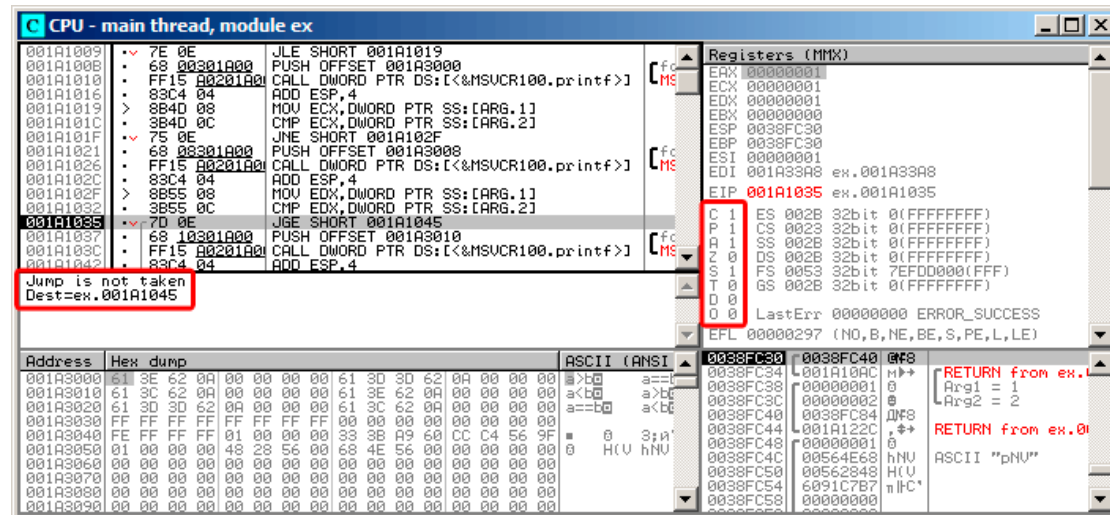 CPU - main thread, module ex
001A1009 7E 0E JLE SHORT 001A1019
001A100B 68 00301A00 PUSH OFFSET 001A3000
001A1010 FF15 A0201A0 CALL DWORD PTR DS:[<&MSVCR100.printf>]
001A1016 83C4 04 ADD ESP,4
001A1019 > 8B4D 08 MOV ECX,DWORD PTR SS:[ARG.1]
001A101C 3B4D 0C CMP ECX,DWORD PTR SS:[ARG.2]
001A101F 75 0E JNE SHORT 001A102F
001A1021 68 08301A00 PUSH OFFSET 001A3008
001A1026 FF15 A0201A0 CALL DWORD PTR DS:[<&MSVCR100.printf>]
001A102C 83C4 04 ADD ESP,4
001A102F > 8B55 08 MOV EDX,DWORD PTR SS:[ARG.1]
001A1032 3B55 0C CMP EDX,DWORD PTR SS:[ARG.2]
001A1035 7D 0E JGE SHORT 001A1045
001A1037 68 10301A00 PUSH OFFSET 001A3010
001A103C FF15 A0201A0 CALL DWORD PTR DS:[<&MSVCR100.printf>]
001A1042 83C4 04 ADD ESP,4
Jump is not taken
Dest=ex.001A1045
Registers (MMX)
EAX 00000001
ECX 00000001
EDX 00000001
EBX 00000000
ESP 0038FC30
EBP 0038FC30
ESI 00000001
EDI 001A33A8 ex.001A33A8
EIP 001A1035 ex.001A1035
C 1 ES 002B 32bit 0(FFFFFFFF)
P 1 CS 0023 32bit 0(FFFFFFFF)
A 1 SS 002B 32bit 0(FFFFFFFF)
Z 0 DS 002B 32bit 0(FFFFFFFF)
S 1 FS 0053 32bit 7EFDD000(FFF)
T 0 GS 002B 32bit 0(FFFFFFFF)
D 0
O 0 LastErr 00000000 ERROR_SUCCESS
EFL 00000297 (NO,B,NE,BE,S,PE,L,LE)
Address Hex dump ASCII (ANSI
001A3000 61 3E 62 0A 00 00 00 00 61 3D 3D 62 0A 00 00 00 a>b a==b
001A3010 61 3C 62 0A 00 00 00 00 61 3E 62 0A 00 00 00 00 a<b a>b
001A3020 61 3D 3D 62 0A 00 00 00 61 3C 62 0A 00 00 00 00 a==b a<b
001A3030 FF FF FF FF FF FF FF FF 00 00 00 00 00 00 00 00
001A3040 FE FF FF FF 01 00 00 00 33 3B A9 60 CC C4 56 9F
001A3050 01 00 00 00 48 28 56 00 68 4E 56 00 00 00 00 00 H(V hNV
001A3060 00 00 00 00 00 00 00 00 00 00 00 00 00 00 00 00
001A3070 00 00 00 00 00 00 00 00 00 00 00 00 00 00 00 00
001A3080 00 00 00 00 00 00 00 00 00 00 00 00 00 00 00 00
001A3090 00 00 00 00 00 00 00 00 00 00 00 00 00 00 00 00
0038FC30 0038FC40
0038FC34 001A10AC RETURN from ex.
0038FC38 00000001 Arg1 = 1
0038FC3C 00000002 Arg2 = 2
0038FC40 0038FC84
0038FC44 001A122C RETURN from ex.0
0038FC48 00000001
0038FC4C 00564E68 hNV ASCII "pNV"
0038FC50 00562848 H(V
0038FC54 6091C7B7
0038FC58 00000000